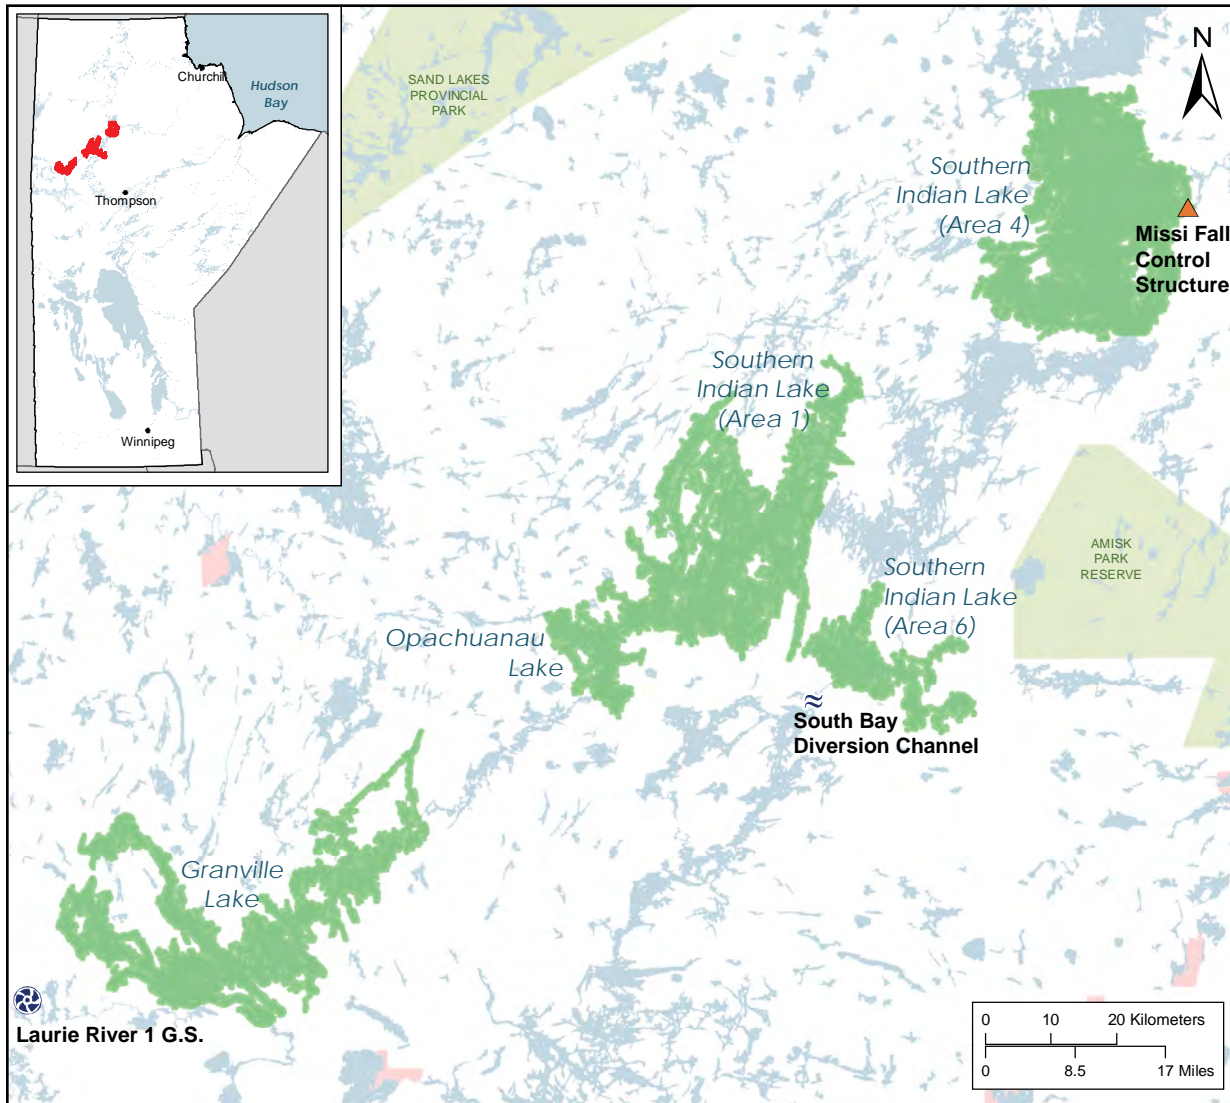 Churchill
Hudson
Bay
Thompson
Winnipeg
SAND LAKES
PROVINCIAL
PARK
N
Southern
Indian Lake
(Area 4)
Missi Fall
Control
Structure
Southern
Indian Lake
(Area 1)
AMISK
PARK
RESERVE
Southern
Indian Lake
(Area 6)
Opachuanau
Lake
South Bay
Diversion Channel
Granville
Lake
Laurie River 1 G.S.
0 10 20 Kilometers
0 8.5 17 Miles